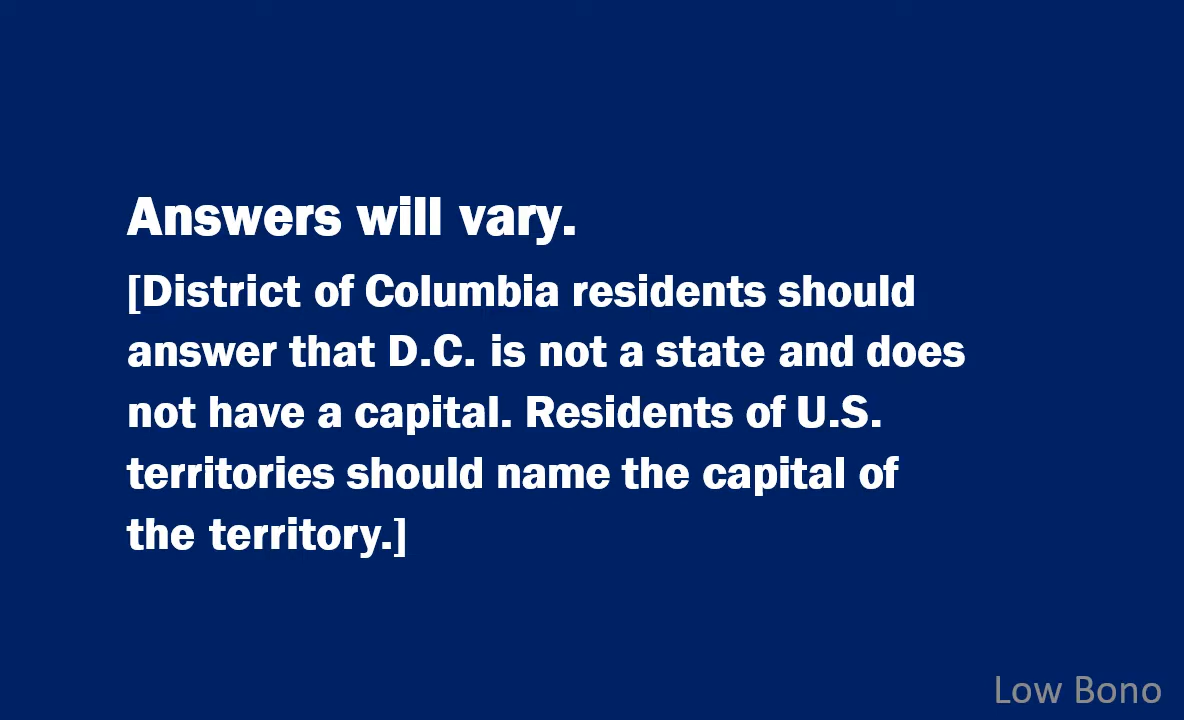 Answers will vary.
[District of Columbia residents should
answer that D.C. is not a state and does
not have a capital. Residents of U.S.
territories should name the capital of
the territory.]
Low Bono